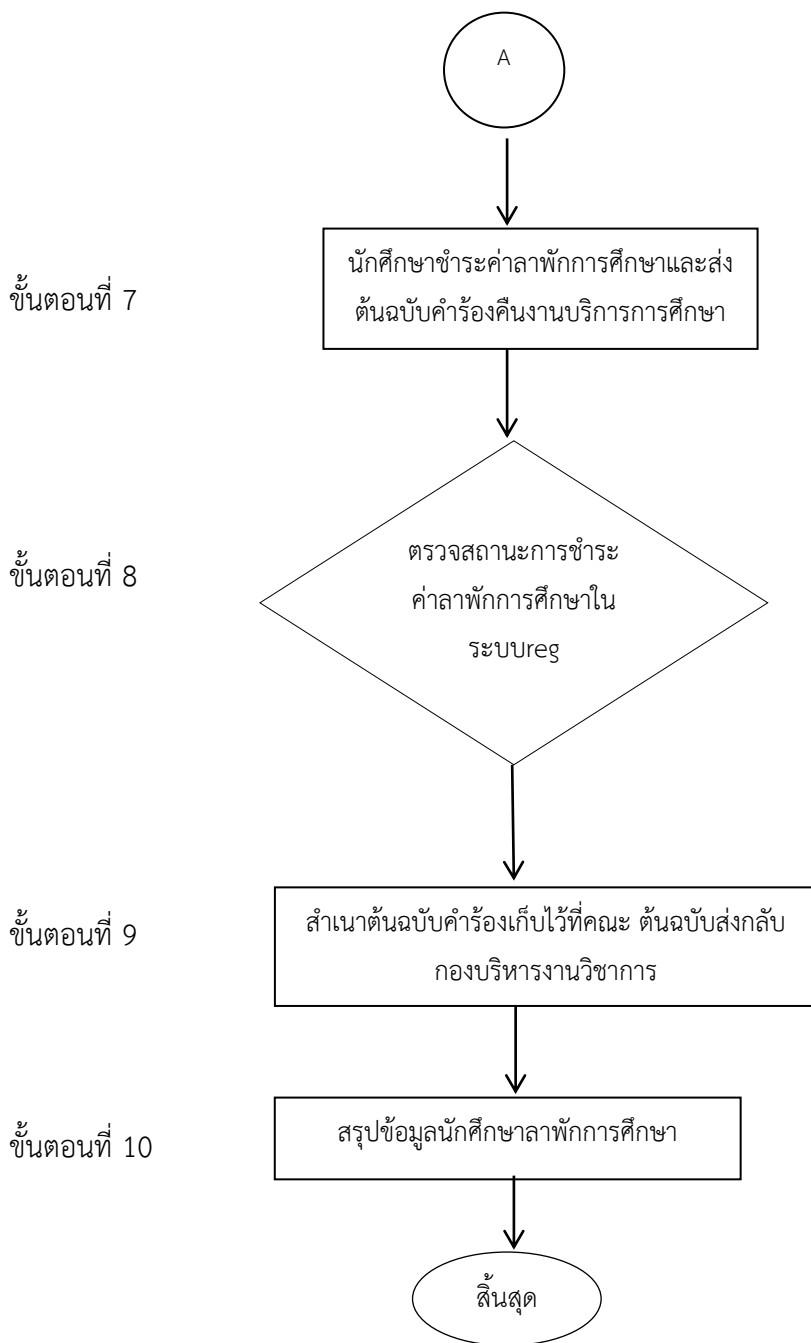 A
ขั้นตอนที่ 7
นักศึกษาชำระค่าลาพักการศึกษาและส่ง
ต้นฉบับคำร้องคืนงานบริการการศึกษา
ขั้นตอนที่ 8
ตรวจสถานะการชำระ
ค่าลาพักการศึกษาใน
ระบบreg
ขั้นตอนที่ 9
สำเนาต้นฉบับคำร้องเก็บไว้ที่คณะ ต้นฉบับส่งกลับ
กองบริหารงานวิชาการ
ขั้นตอนที่ 10
สรุปข้อมูลนักศึกษาลาพักการศึกษา
สิ้นสุด